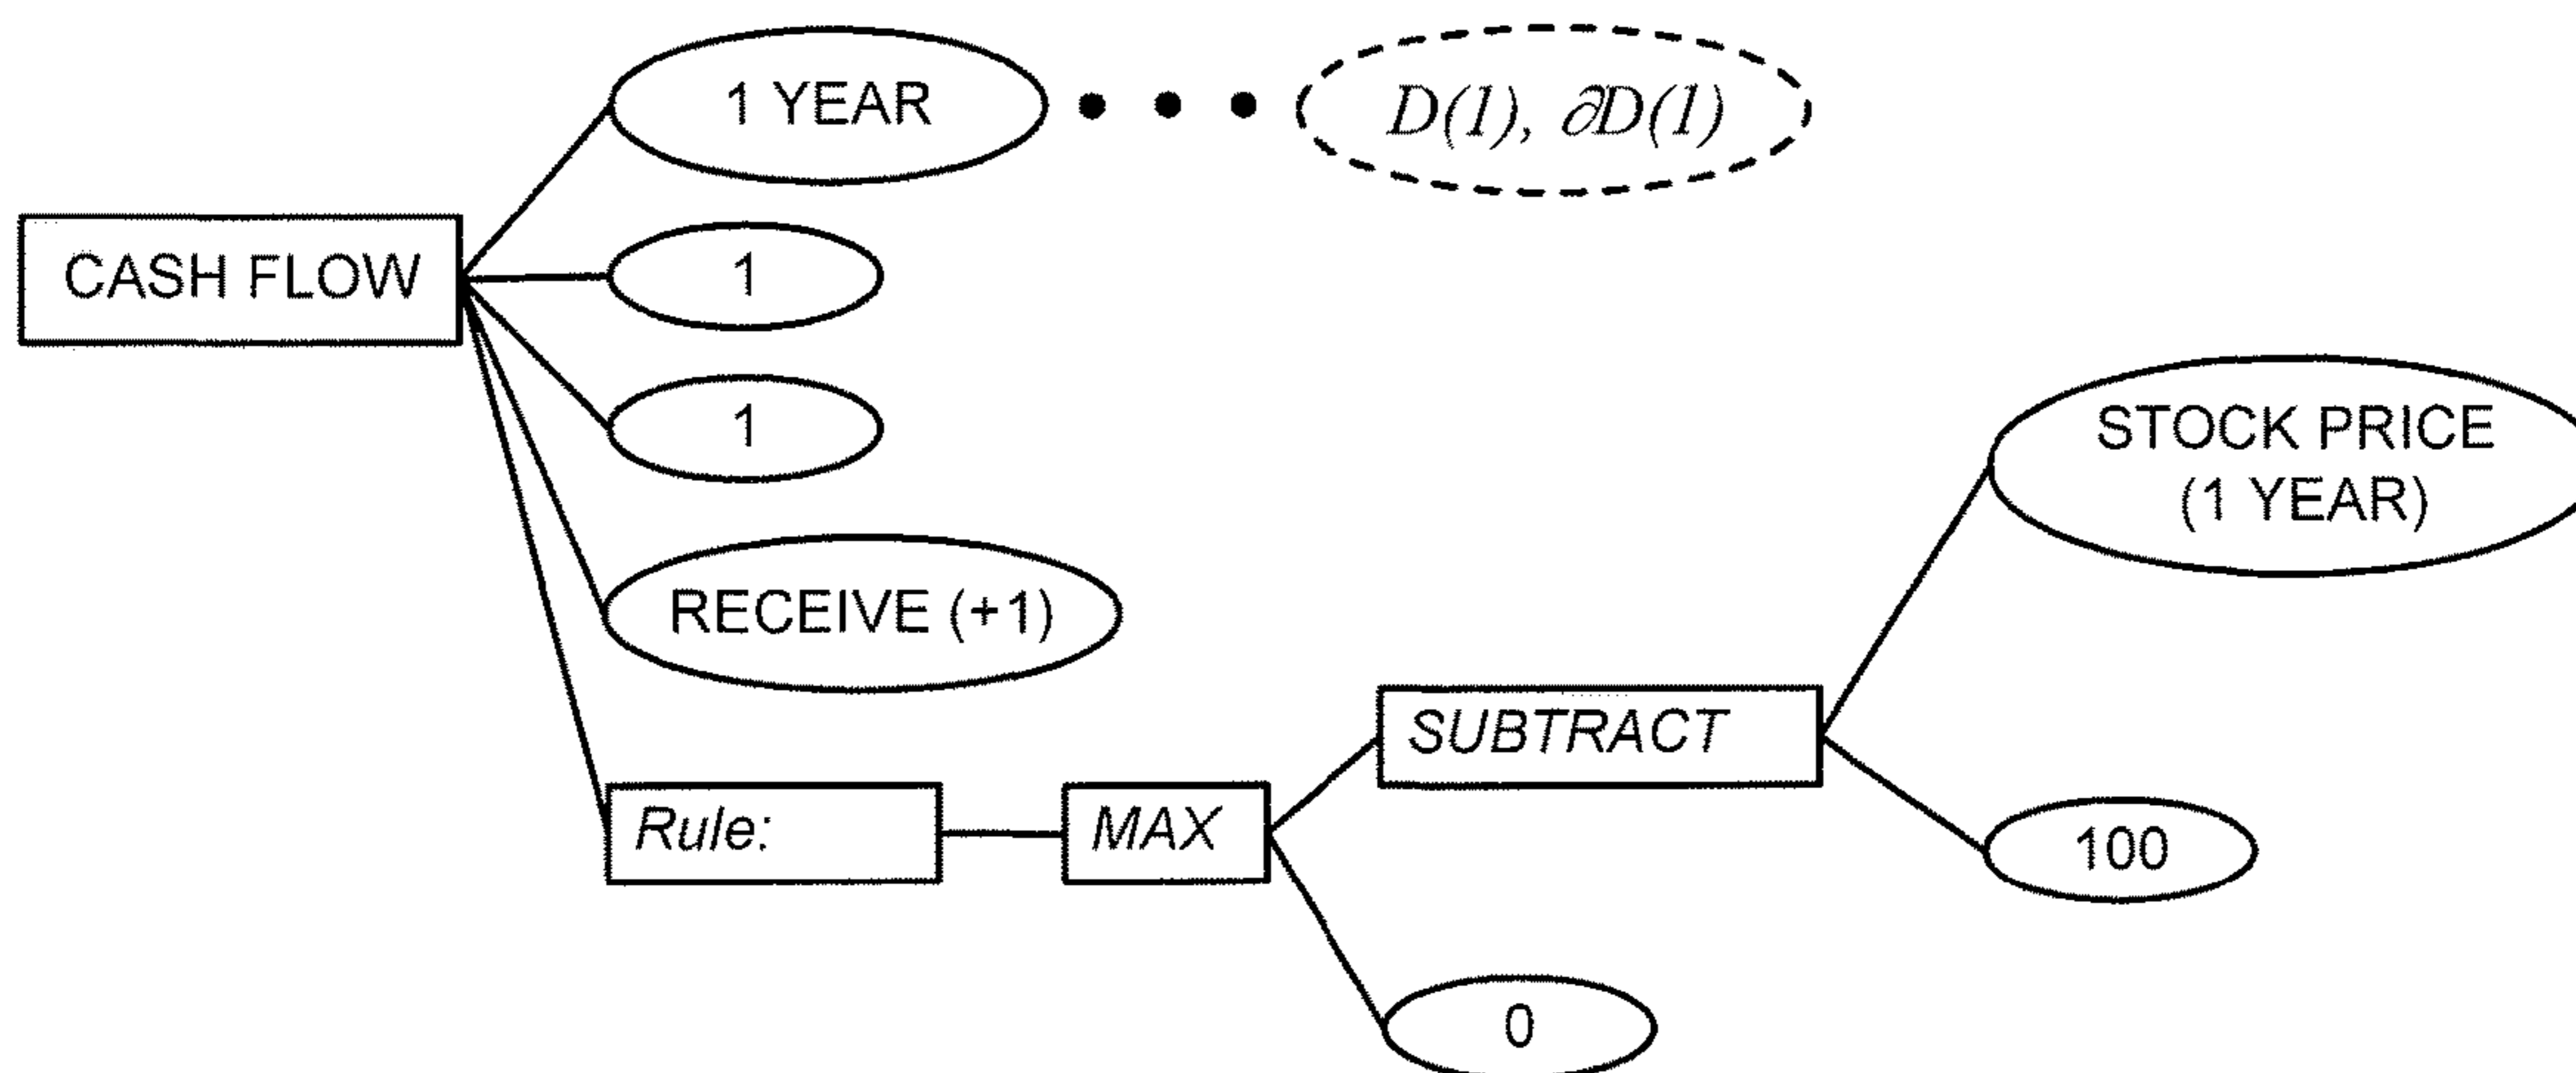 1 YEAR
D(1), ∂D(1)
CASH FLOW
1
1
STOCK PRICE
(1 YEAR)
RECEIVE (+1)
SUBTRACT
Rule:
MAX
100
0